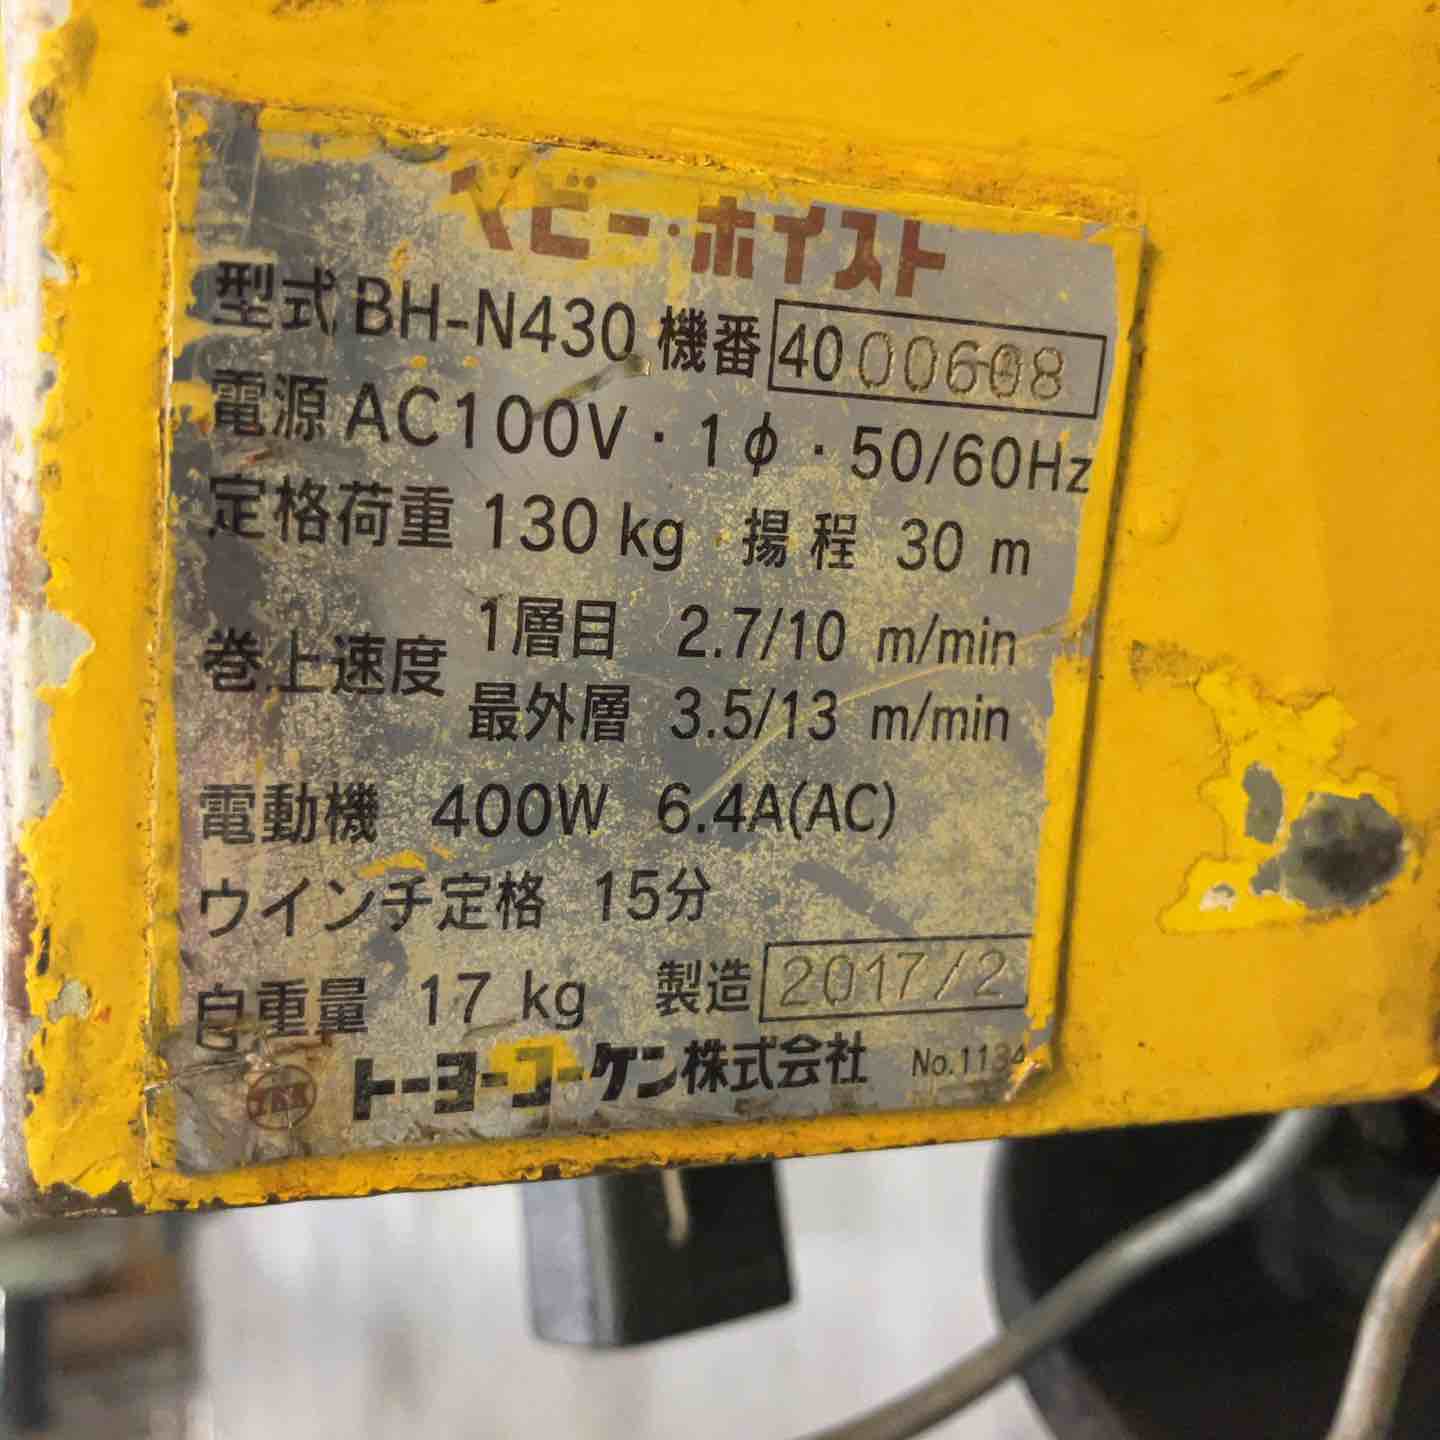 ベビー・ホイスト
型式 BH-N430 機番 4000608
電源 AC100V・1φ・50/60Hz
定格荷重 130 kg 揚程 30 m
巻上速度 1層目 2.7/10 m/min
最外層 3.5/13 m/min
電動機 400W 6.4A(AC)
ウインチ定格 15分
自重量 17 kg 製造 2017/2
トーヨーコーケン株式会社 No.1134